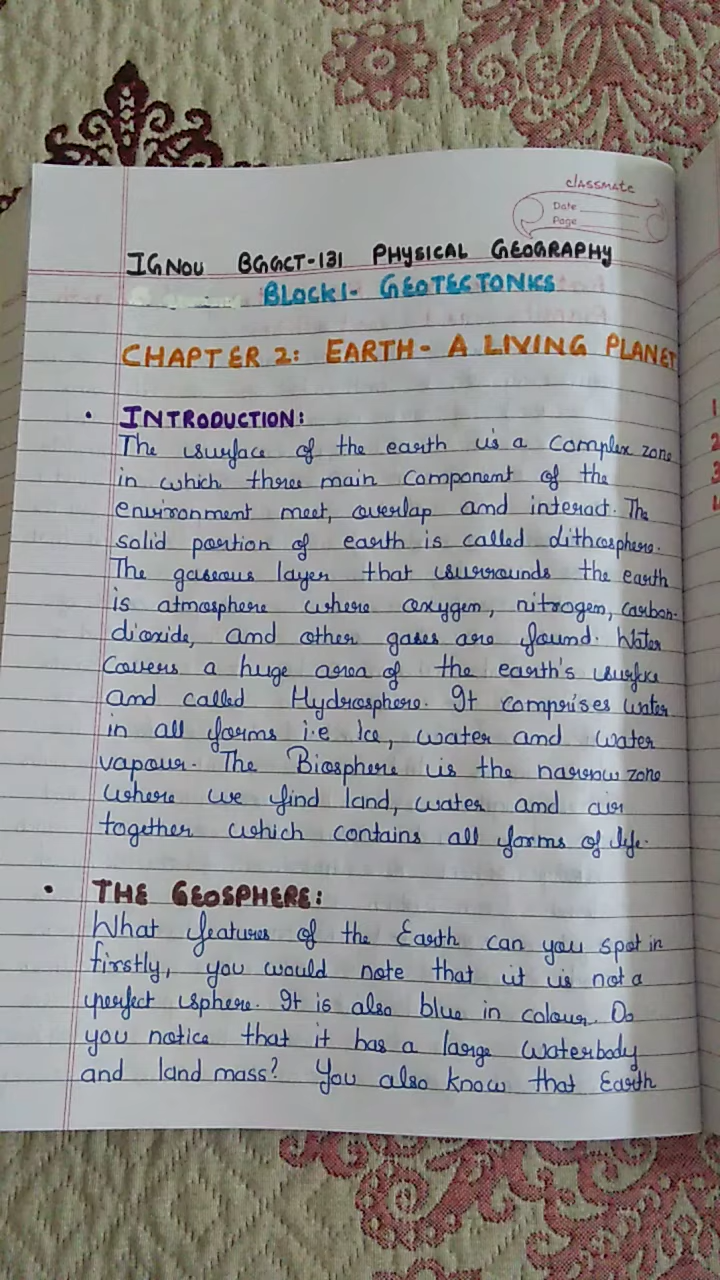 classmate
Date
Page
IGNOU BGGCT-131 PHYSICAL GEOGRAPHY
BLOCK 1- GEOTECTONKS
CHAPTER 2: EARTH- A LIVING PLANET
• INTRODUCTION:
The surface of the earth is a complex zone
in which three main component of the
environment meet, overlap and interact. The
solid portion of earth is called lithosphere.
The gaseous layer that surrounds the earth
is atmosphere where oxygen, nitrogen, carbon-
dioxide, and other gases are found. Water
covers a huge area of the earth's surface
and called Hydrosphere. It comprises water
in all forms i.e Ice, water and water
vapour. The Biosphere is the narrow zone
where we find land, water and air
together which contains all forms of life.
• THE GEOSPHERE:
What features of the Earth can you spot in
firstly, you would note that it is not a
perfect sphere. It is also blue in colour. Do
you notice that it has a large waterbody
and land mass? You also know that Earth
1
2
3